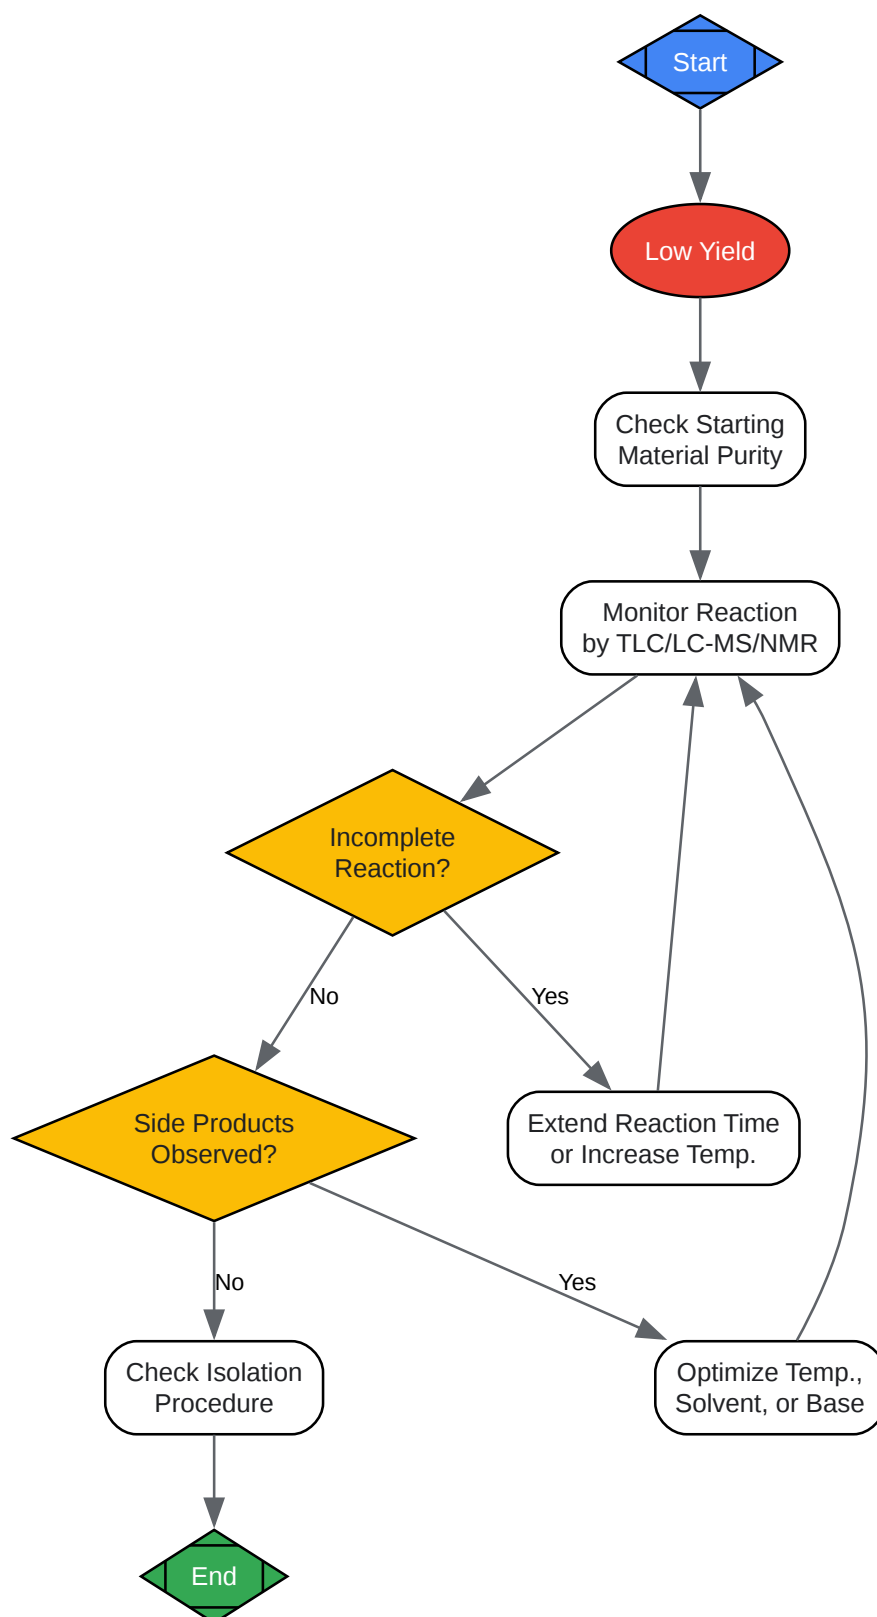 Start
Low Yield
Check Starting
Material Purity
Monitor Reaction
by TLC/LC-MS/NMR
Incomplete
Reaction?
No
Yes
Side Products
Observed?
Extend Reaction Time
or Increase Temp.
No
Yes
Check Isolation
Procedure
Optimize Temp.,
Solvent, or Base
End